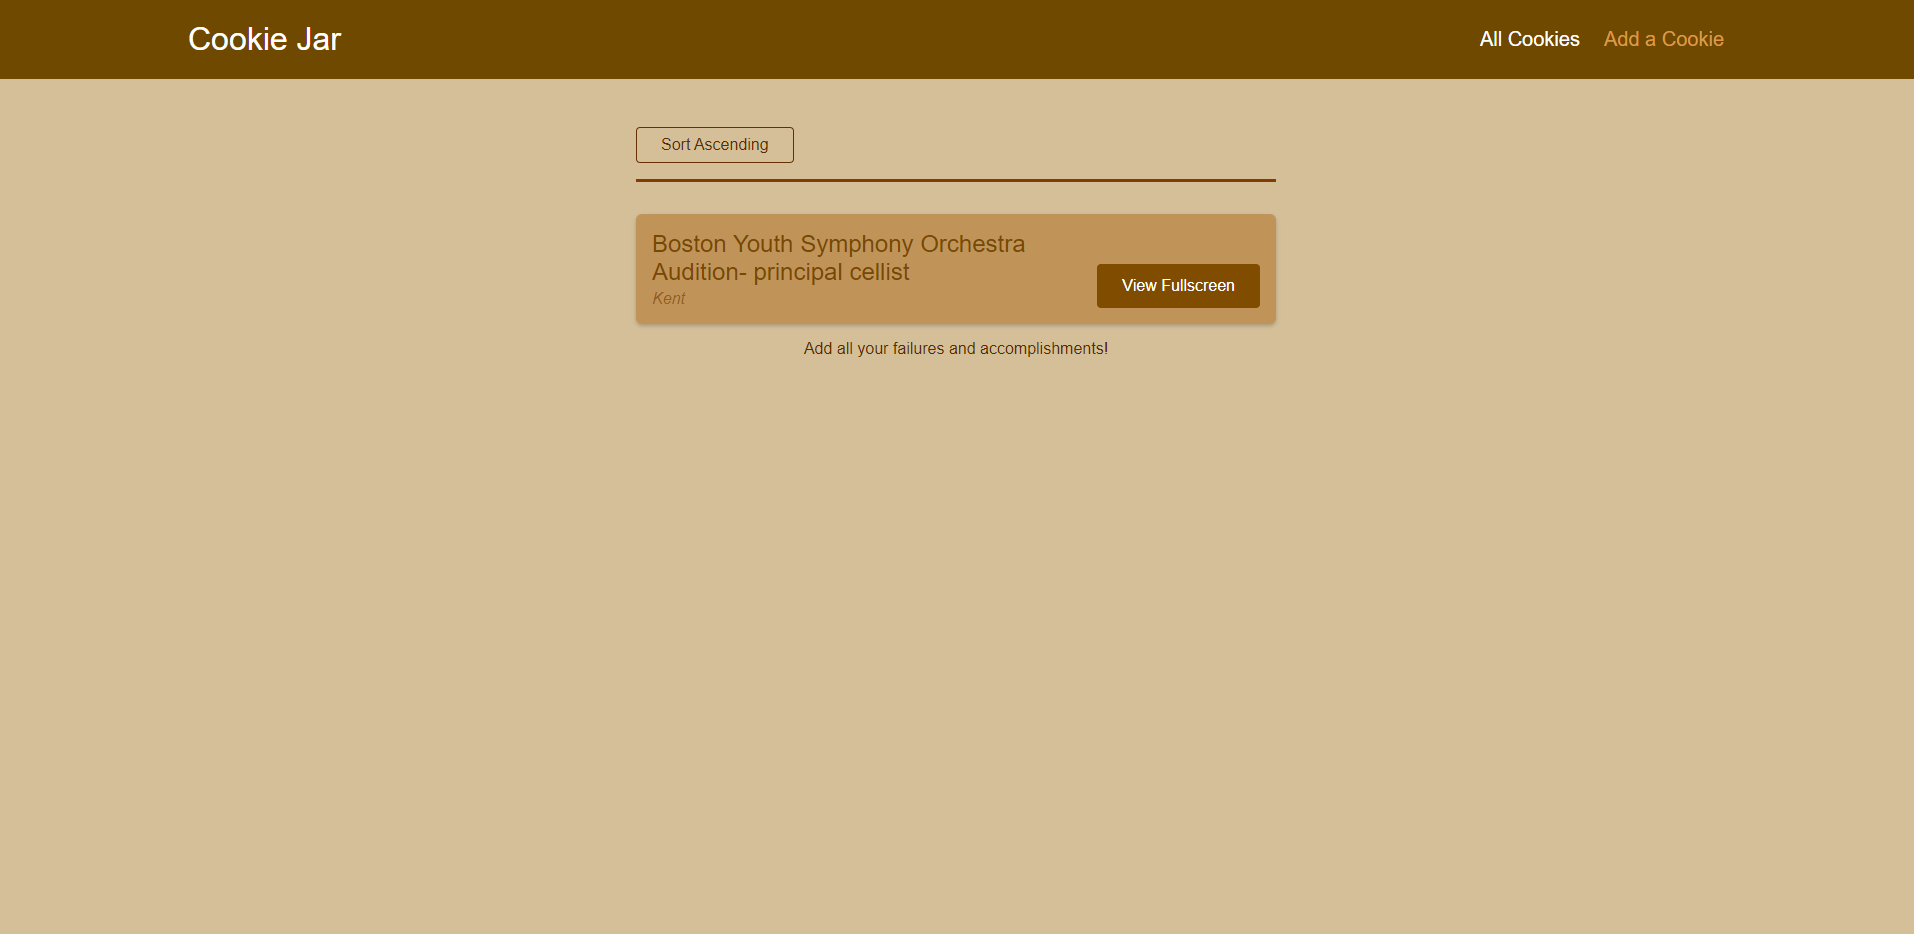 Cookie Jar
All Cookies
Add a Cookie
Sort Ascending
Boston Youth Symphony Orchestra
Audition- principal cellist
Kent
View Fullscreen
Add all your failures and accomplishments!